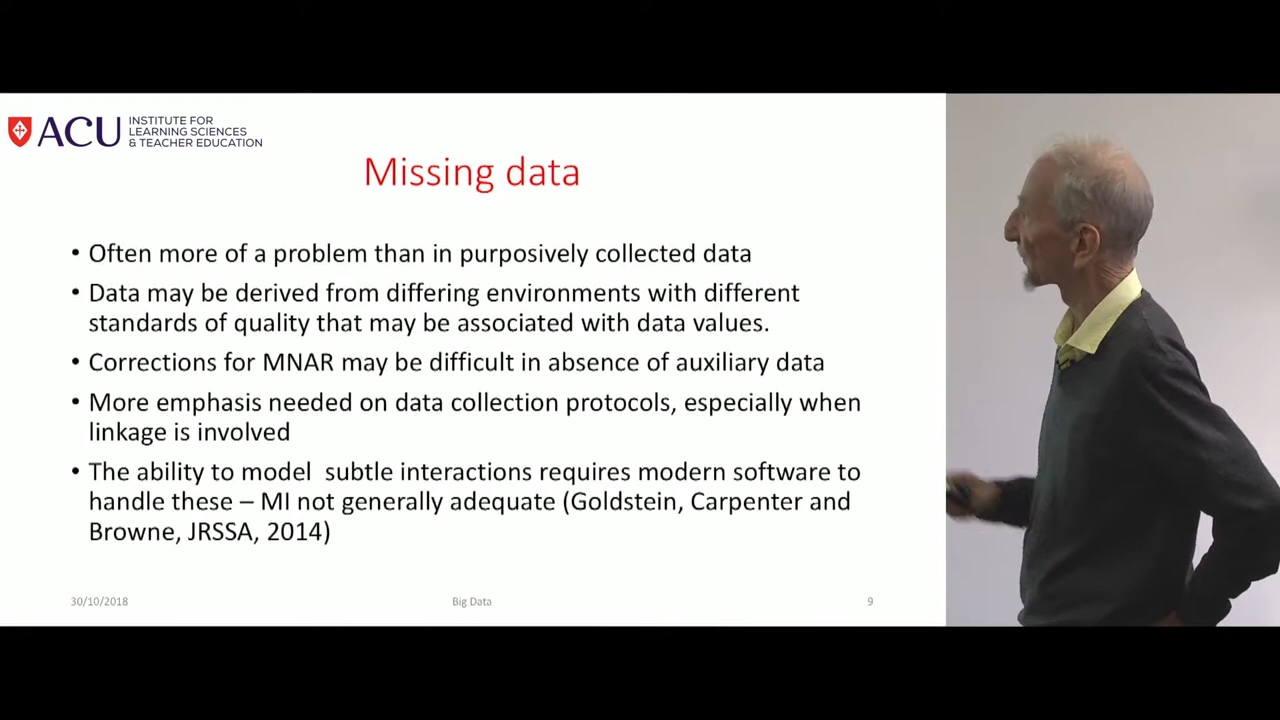 ACU
INSTITUTE FOR
LEARNING SCIENCES
& TEACHER EDUCATION
Missing data
• Often more of a problem than in purposively collected data
• Data may be derived from differing environments with different
standards of quality that may be associated with data values.
• Corrections for MNAR may be difficult in absence of auxiliary data
• More emphasis needed on data collection protocols, especially when
linkage is involved
• The ability to model  subtle interactions requires modern software to
handle these – MI not generally adequate (Goldstein, Carpenter and
Browne, JRSSA, 2014)
30/10/2018
Big Data
9